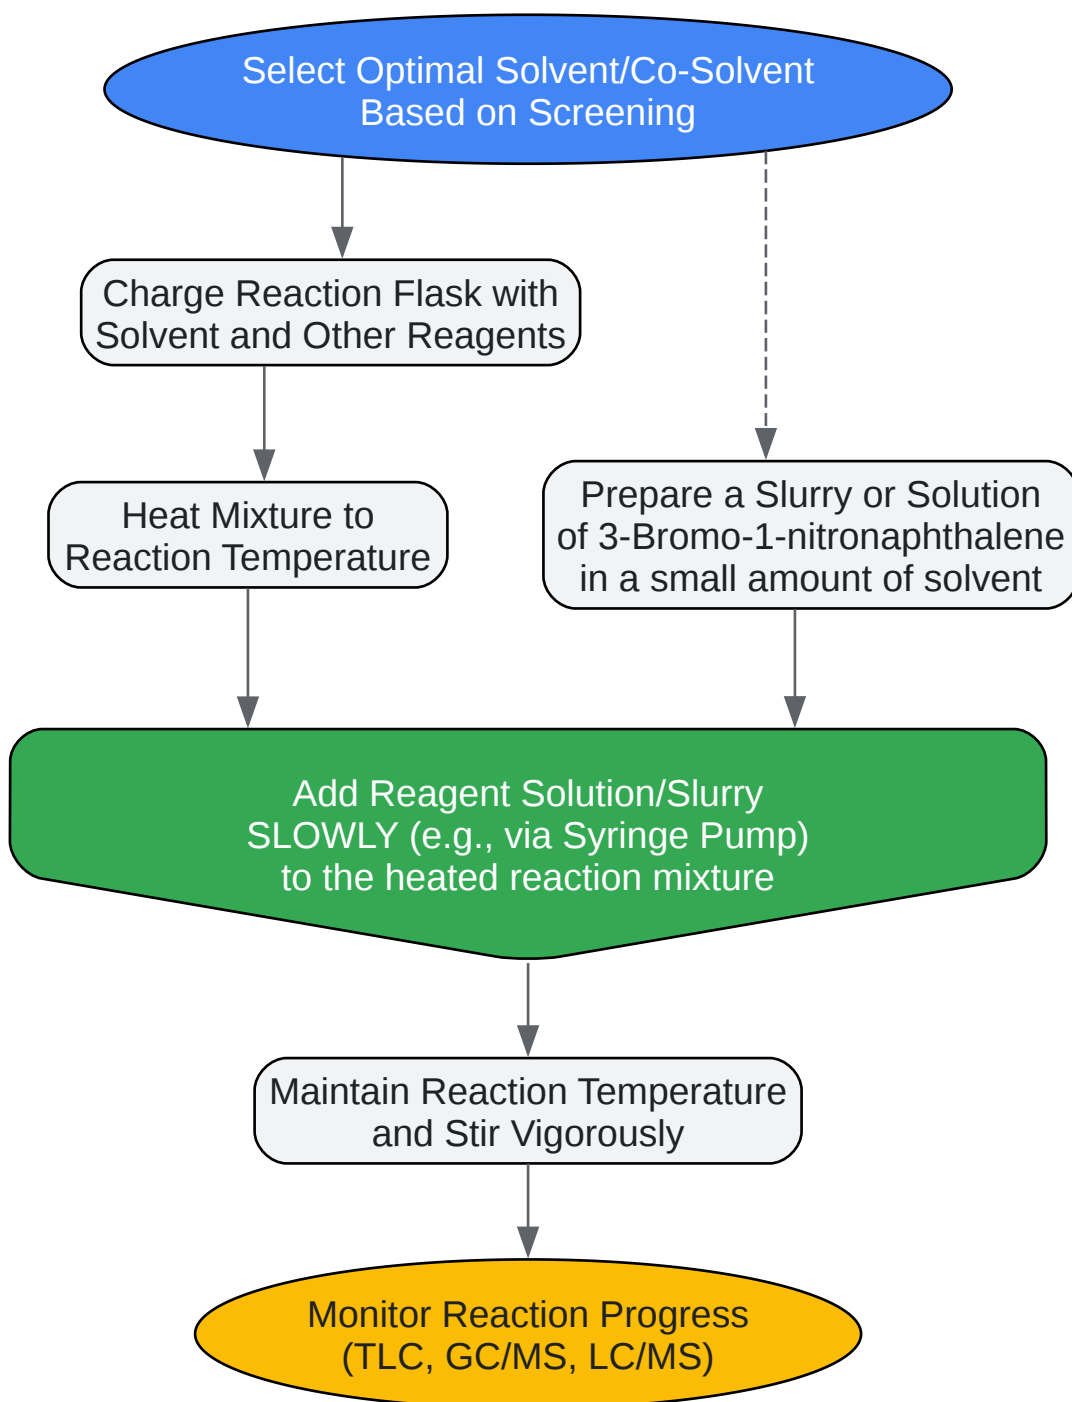 Select Optimal Solvent/Co-Solvent
Based on Screening
Charge Reaction Flask with
Solvent and Other Reagents
Heat Mixture to
Reaction Temperature
Prepare a Slurry or Solution
of 3-Bromo-1-nitronaphthalene
in a small amount of solvent
Add Reagent Solution/Slurry
SLOWLY (e.g., via Syringe Pump)
to the heated reaction mixture
Maintain Reaction Temperature
and Stir Vigorously
Monitor Reaction Progress
(TLC, GC/MS, LC/MS)